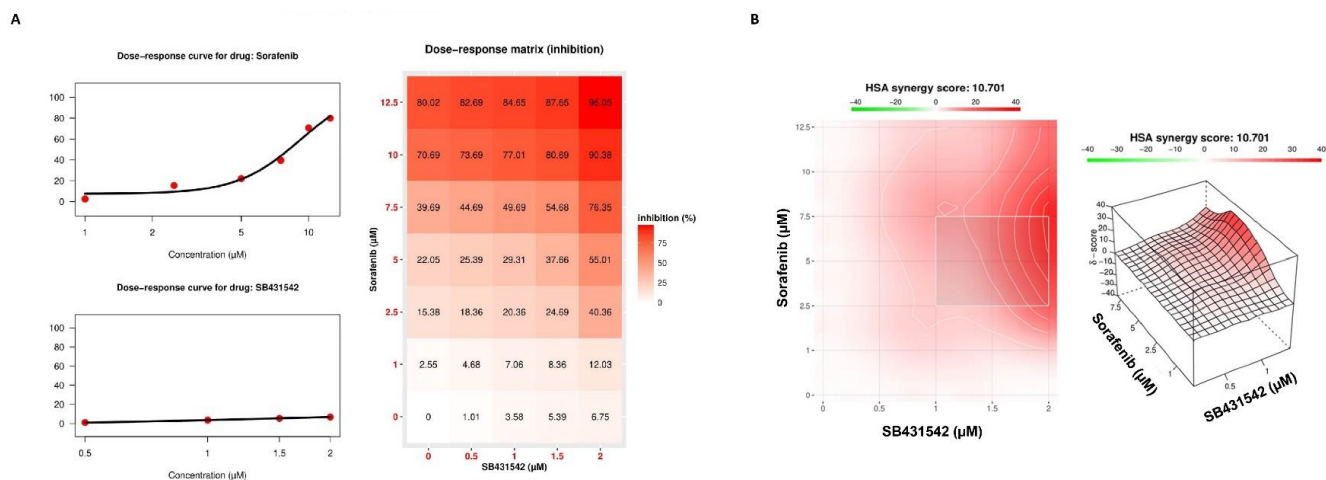 A
Dose-response curve for drug: Sorafenib
100
80
60
40
20
0
1 2 5 10
Concentration (µM)
Dose-response curve for drug: SB431542
100
80
60
40
20
0
0.5 1 1.5 2
Concentration (µM)
Dose-response matrix (inhibition)
Sorafenib (µM)
12.5 80.02 82.69 84.65 87.65 96.05
10 70.69 73.69 77.01 80.69 90.38
7.5 39.69 44.69 49.69 54.68 76.35
5 22.05 25.39 29.31 37.66 55.01
2.5 15.38 18.36 20.36 24.69 40.36
1 2.55 4.68 7.06 8.36 12.03
0 0 1.01 3.58 5.39 6.75
0 0.5 1 1.5 2
SB431542 (µM)
inhibition (%)
75
50
25
0
B
HSA synergy score: 10.701
-40 -20 0 20 40
Sorafenib (µM)
12.5
10
7.5
5
2.5
1
0
0 0.5 1 1.5 2
SB431542 (µM)
HSA synergy score: 10.701
-40 -30 -20 -10 0 10 20 30 40
δ-score
40
30
20
10
0
-10
-20
-30
-40
7.5
5
2.5
1
Sorafenib (µM)
0.5
1
SB431542 (µM)